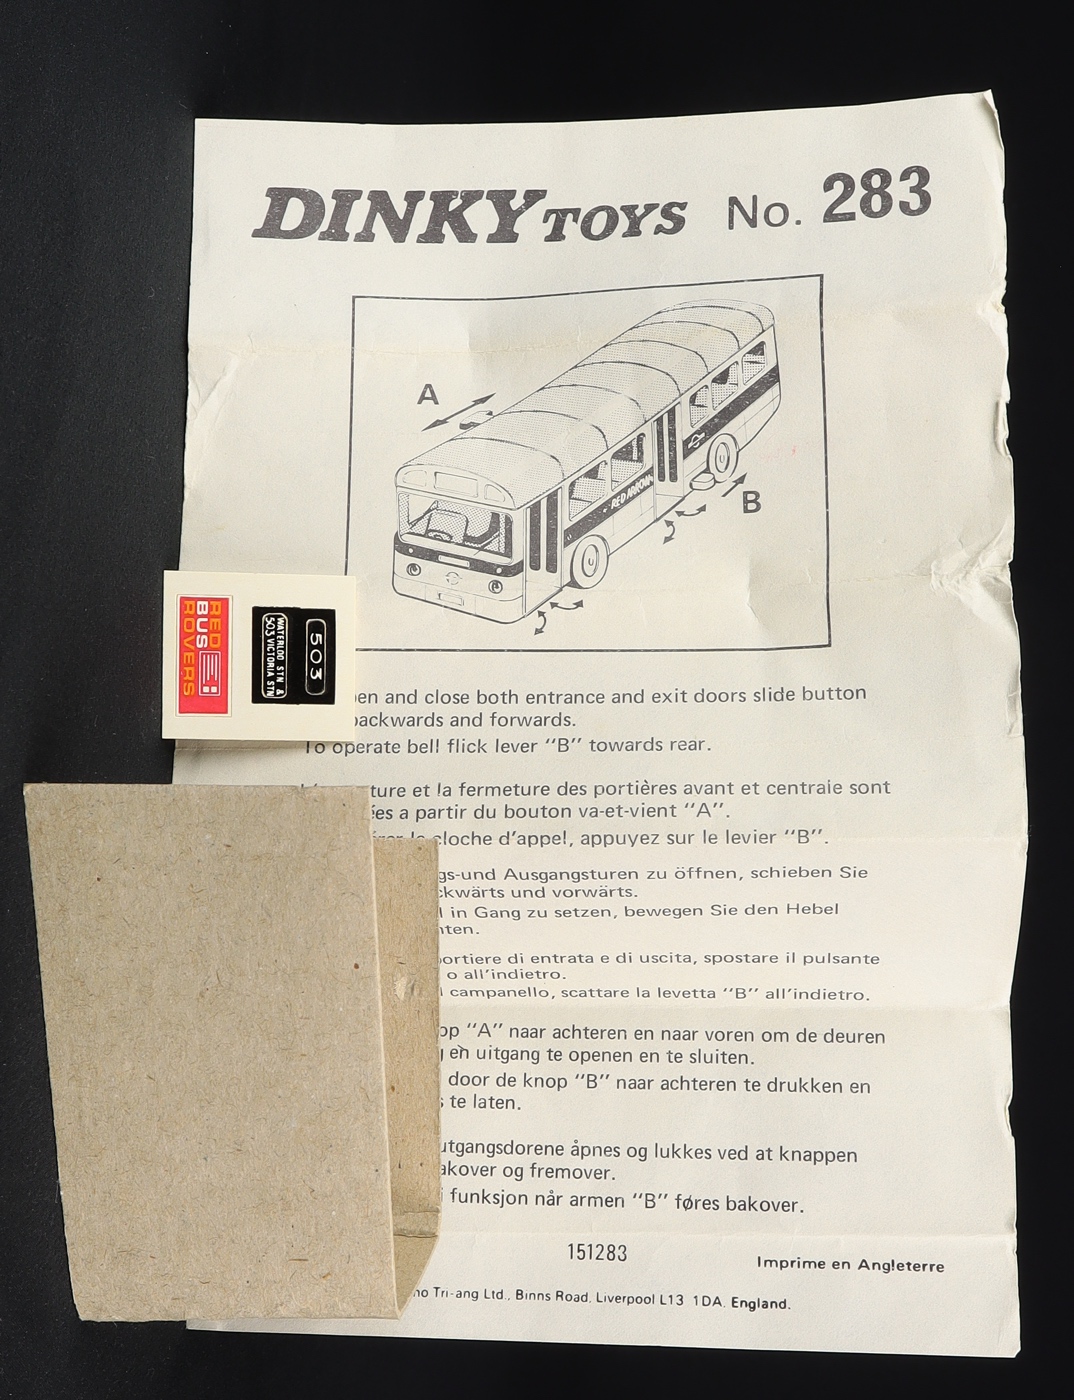 DINKY TOYS No. 283
A
RED ARROW
B
RED
BUS
ROVERS
503
WATERLOO STN &
503 VICTORIA STN
and close both entrance and exit doors slide button
backwards and forwards.
To operate bell flick lever "B" towards rear.
et la fermeture des portières avant et centrale sont
a partir du bouton va-et-vient "A".
cloche d'appel, appuyez sur le levier "B".
gs-und Ausgangsturen zu öffnen, schieben Sie
ckwärts und vorwärts.
in Gang zu setzen, bewegen Sie den Hebel
nten.
portiere di entrata e di uscita, spostare il pulsante
o all'indietro.
campanello, scattare la levetta "B" all'indietro.
op "A" naar achteren en naar voren om de deuren
en uitgang te openen en te sluiten.
door de knop "B" naar achteren te drukken en
te laten.
utgangsdorene åpnes og lukkes ved at knappen
akover og fremover.
i funksjon når armen "B" føres bakover.
151283
Imprime en Angleterre
Tri-ang Ltd., Binns Road, Liverpool L13 1DA, England.